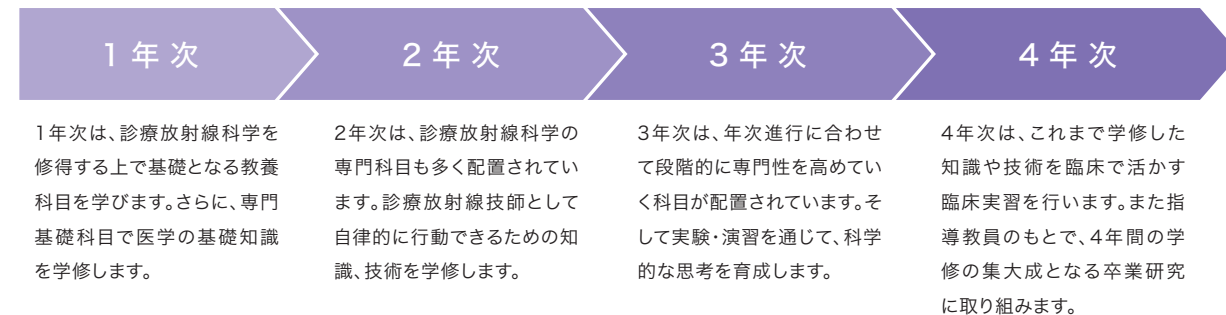 1年次
2年次
3年次
4年次
1年次は、診療放射線科学を
修得する上で基礎となる教養
科目を学びます。さらに、専門
基礎科目で医学の基礎知識
を学修します。
2年次は、診療放射線科学の
専門科目も多く配置されてい
ます。診療放射線技師として
自律的に行動できるための知
識、技術を学修します。
3年次は、年次進行に合わせ
て段階的に専門性を高めてい
く科目が配置されています。そ
して実験・演習を通じて、科学
的な思考を育成します。
4年次は、これまで学修した
知識や技術を臨床で活かす
臨床実習を行います。また指
導教員のもとで、4年間の学
修の集大成となる卒業研究
に取り組みます。